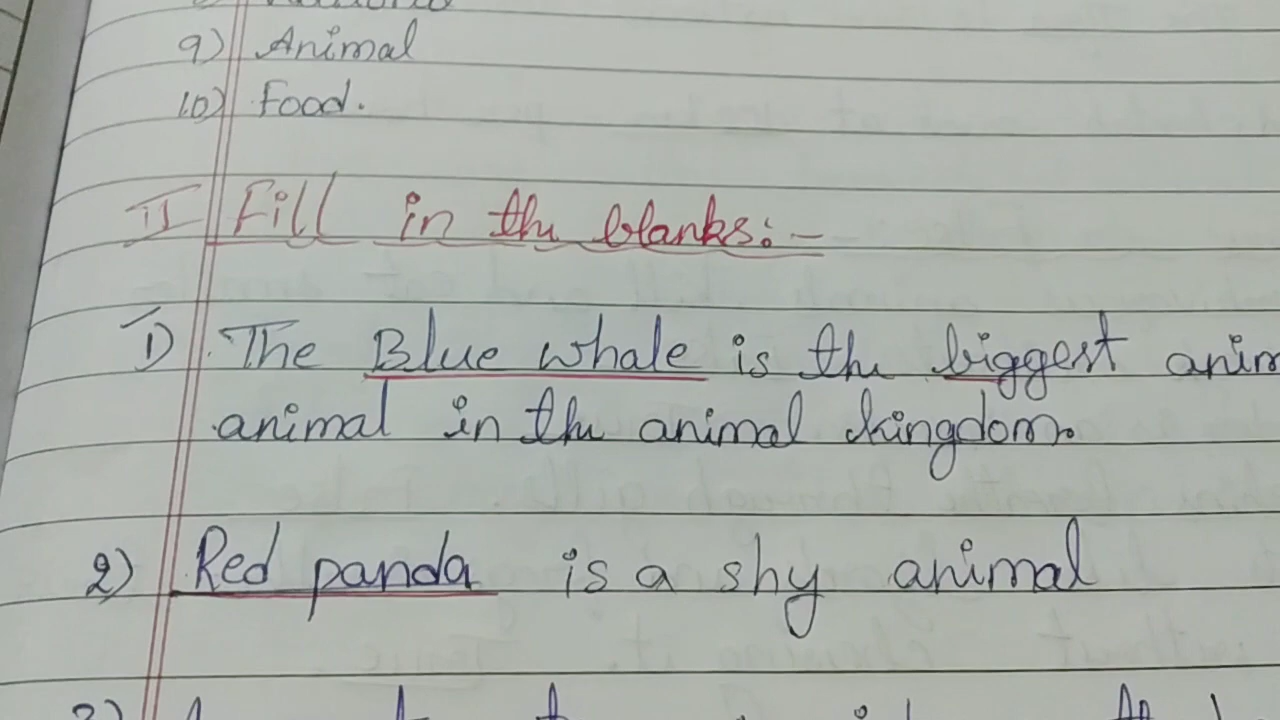 9) Animal
10) Food.
II Fill in the blanks:-
1) The Blue whale is the biggest anim
animal in the animal kingdom.
2) Red panda is a shy animal
3)